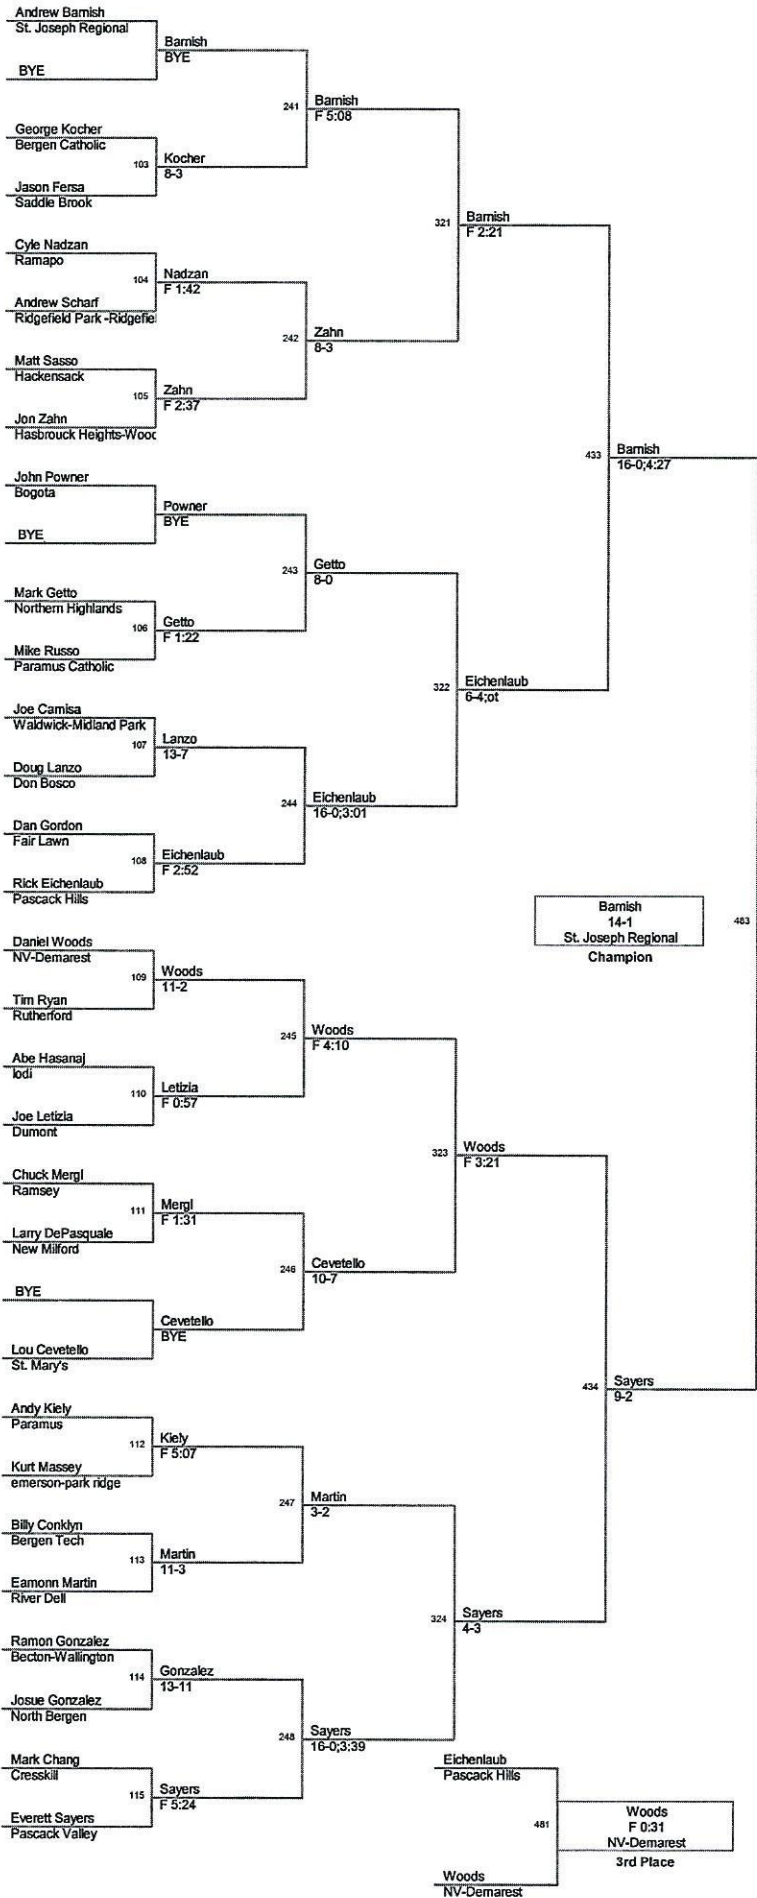 Andrew Barnish
St. Joseph Regional
Barnish
BYE
BYE
241
Barnish
F 5:08
George Kocher
Bergen Catholic
103
Kocher
8-3
Jason Fersa
Saddle Brook
321
Barnish
F 2:21
Cyle Nadzan
Ramapo
104
Nadzan
F 1:42
Andrew Scharf
Ridgefield Park -Ridgefiel
242
Zahn
8-3
Matt Sasso
Hackensack
105
Zahn
F 2:37
Jon Zahn
Hasbrouck Heights-Wood
433
Barnish
16-0;4:27
John Powner
Bogota
Powner
BYE
BYE
243
Getto
8-0
Mark Getto
Northern Highlands
106
Getto
F 1:22
Mike Russo
Paramus Catholic
322
Eichenlaub
6-4;ot
Joe Camisa
Waldwick-Midland Park
107
Lanzo
13-7
Doug Lanzo
Don Bosco
244
Eichenlaub
16-0;3:01
Dan Gordon
Fair Lawn
108
Eichenlaub
F 2:52
Rick Eichenlaub
Pascack Hills
Barnish
14-1
St. Joseph Regional
Champion
483
Daniel Woods
NV-Demarest
109
Woods
11-2
Tim Ryan
Rutherford
245
Woods
F 4:10
Abe Hasanaj
lodi
110
Letizia
F 0:57
Joe Letizia
Dumont
323
Woods
F 3:21
Chuck Mergl
Ramsey
111
Mergl
F 1:31
Larry DePasquale
New Milford
246
Cevetello
10-7
BYE
Cevetello
BYE
Lou Cevetello
St. Mary's
434
Sayers
9-2
Andy Kiely
Paramus
112
Kiely
F 5:07
Kurt Massey
emerson-park ridge
247
Martin
3-2
Billy Conklyn
Bergen Tech
113
Martin
11-3
Eamonn Martin
River Dell
324
Sayers
4-3
Ramon Gonzalez
Becton-Wallington
114
Gonzalez
13-11
Josue Gonzalez
North Bergen
248
Sayers
16-0;3:39
Mark Chang
Cresskill
115
Sayers
F 5:24
Everett Sayers
Pascack Valley
Eichenlaub
Pascack Hills
481
Woods
F 0:31
NV-Demarest
3rd Place
Woods
NV-Demarest